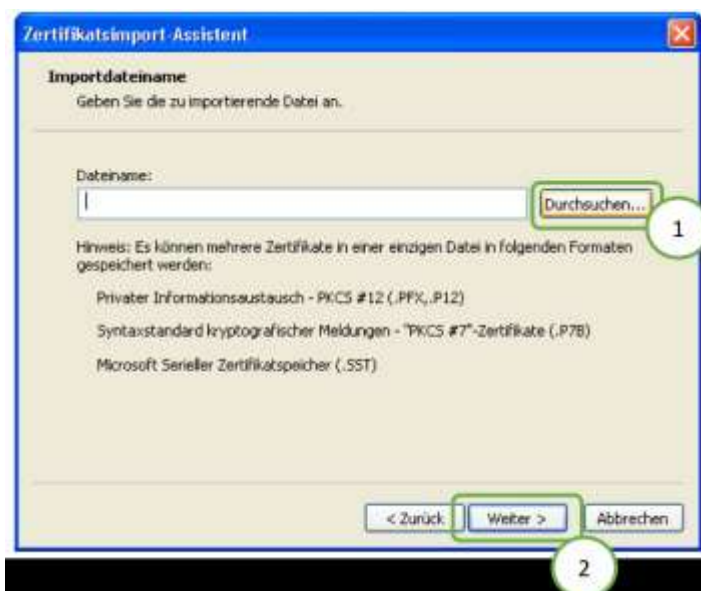 Zertifikatsimport-Assistent
Importdateiname
Geben Sie die zu importierende Datei an.
Dateiname:
Durchsuchen...
1
Hinweis: Es können mehrere Zertifikate in einer einzigen Datei in folgenden Formaten
gespeichert werden:
Privater Informationsaustausch - PKCS #12 (.PFX,.P12)
Syntaxstandard kryptografischer Meldungen - "PKCS #7"-Zertifikate (.P7B)
Microsoft Serieller Zertifikatspeicher (.SST)
< Zurück
Weiter >
Abbrechen
2